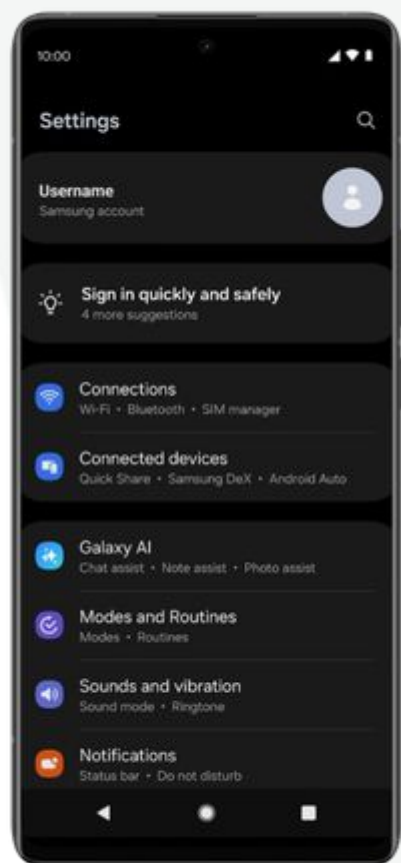 10:00
Settings
Username
Samsung account
Sign in quickly and safely
4 more suggestions
Connections
Wi-Fi • Bluetooth • SIM manager
Connected devices
Quick Share • Samsung DeX • Android Auto
Galaxy AI
Chat assist • Note assist • Photo assist
Modes and Routines
Modes • Routines
Sounds and vibration
Sound mode • Ringtone
Notifications
Status bar • Do not disturb